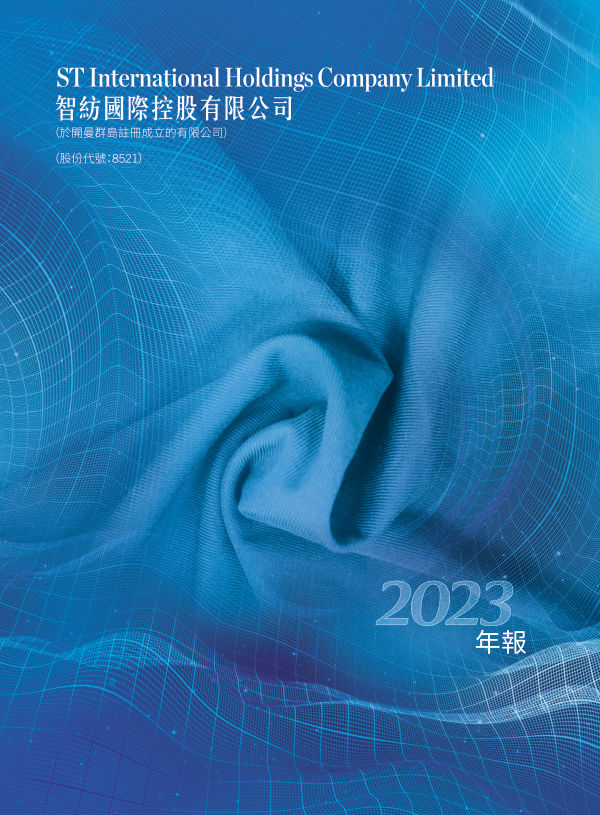 ST International Holdings Company Limited
智紡國際控股有限公司
(於開曼群島註冊成立的有限公司)
(股份代號：8521)
2023
年報